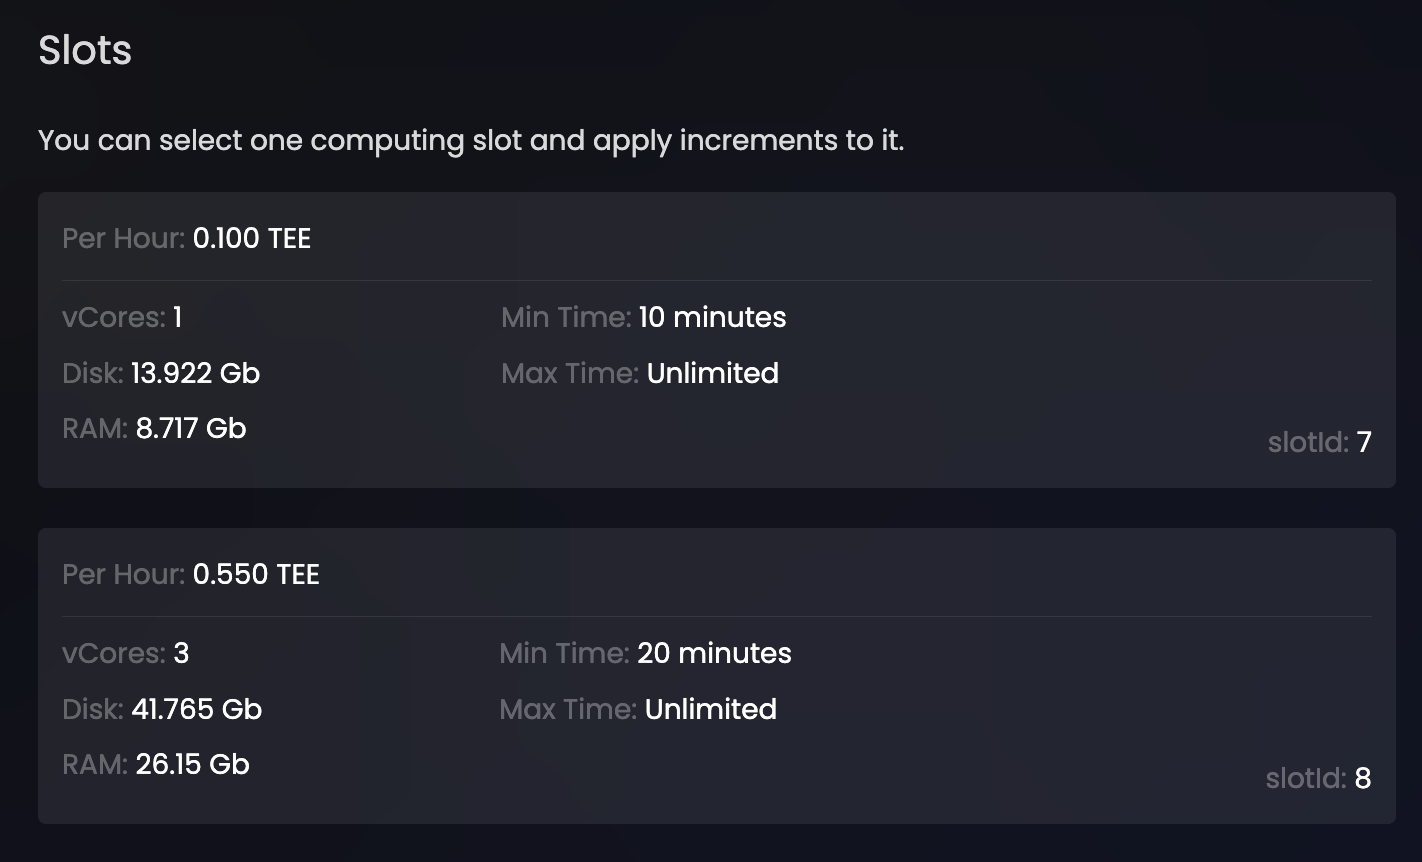 Slots
You can select one computing slot and apply increments to it.
Per Hour: 0.100 TEE
vCores: 1
Min Time: 10 minutes
Disk: 13.922 Gb
Max Time: Unlimited
RAM: 8.717 Gb
slotId: 7
Per Hour: 0.550 TEE
vCores: 3
Min Time: 20 minutes
Disk: 41.765 Gb
Max Time: Unlimited
RAM: 26.15 Gb
slotId: 8